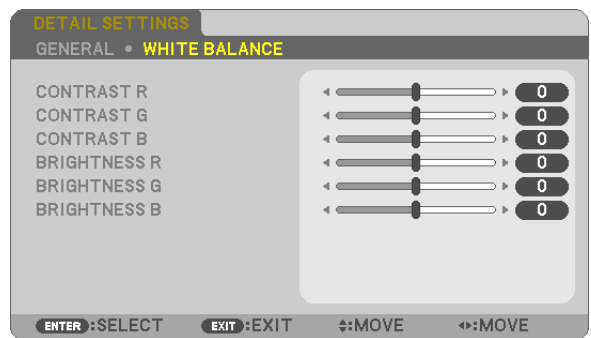 DETAIL SETTINGS
GENERAL • WHITE BALANCE
CONTRAST R 0
CONTRAST G 0
CONTRAST B 0
BRIGHTNESS R 0
BRIGHTNESS G 0
BRIGHTNESS B 0
ENTER :SELECT EXIT :EXIT :MOVE :MOVE